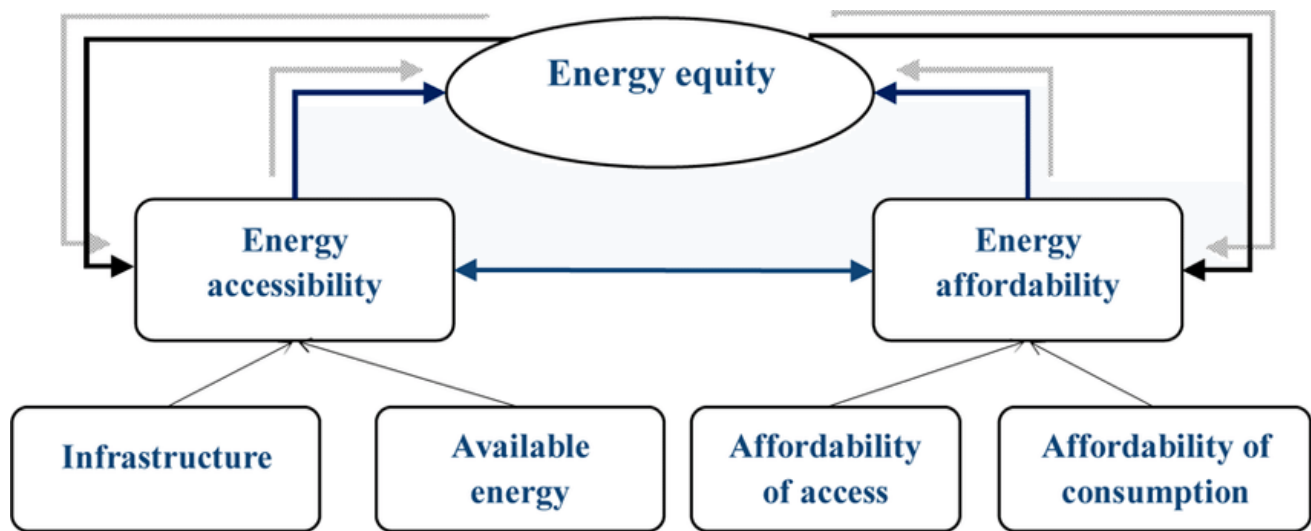 Energy equity
Energy
accessibility
Energy
affordability
Infrastructure
Available
energy
Affordability
of access
Affordability of
consumption